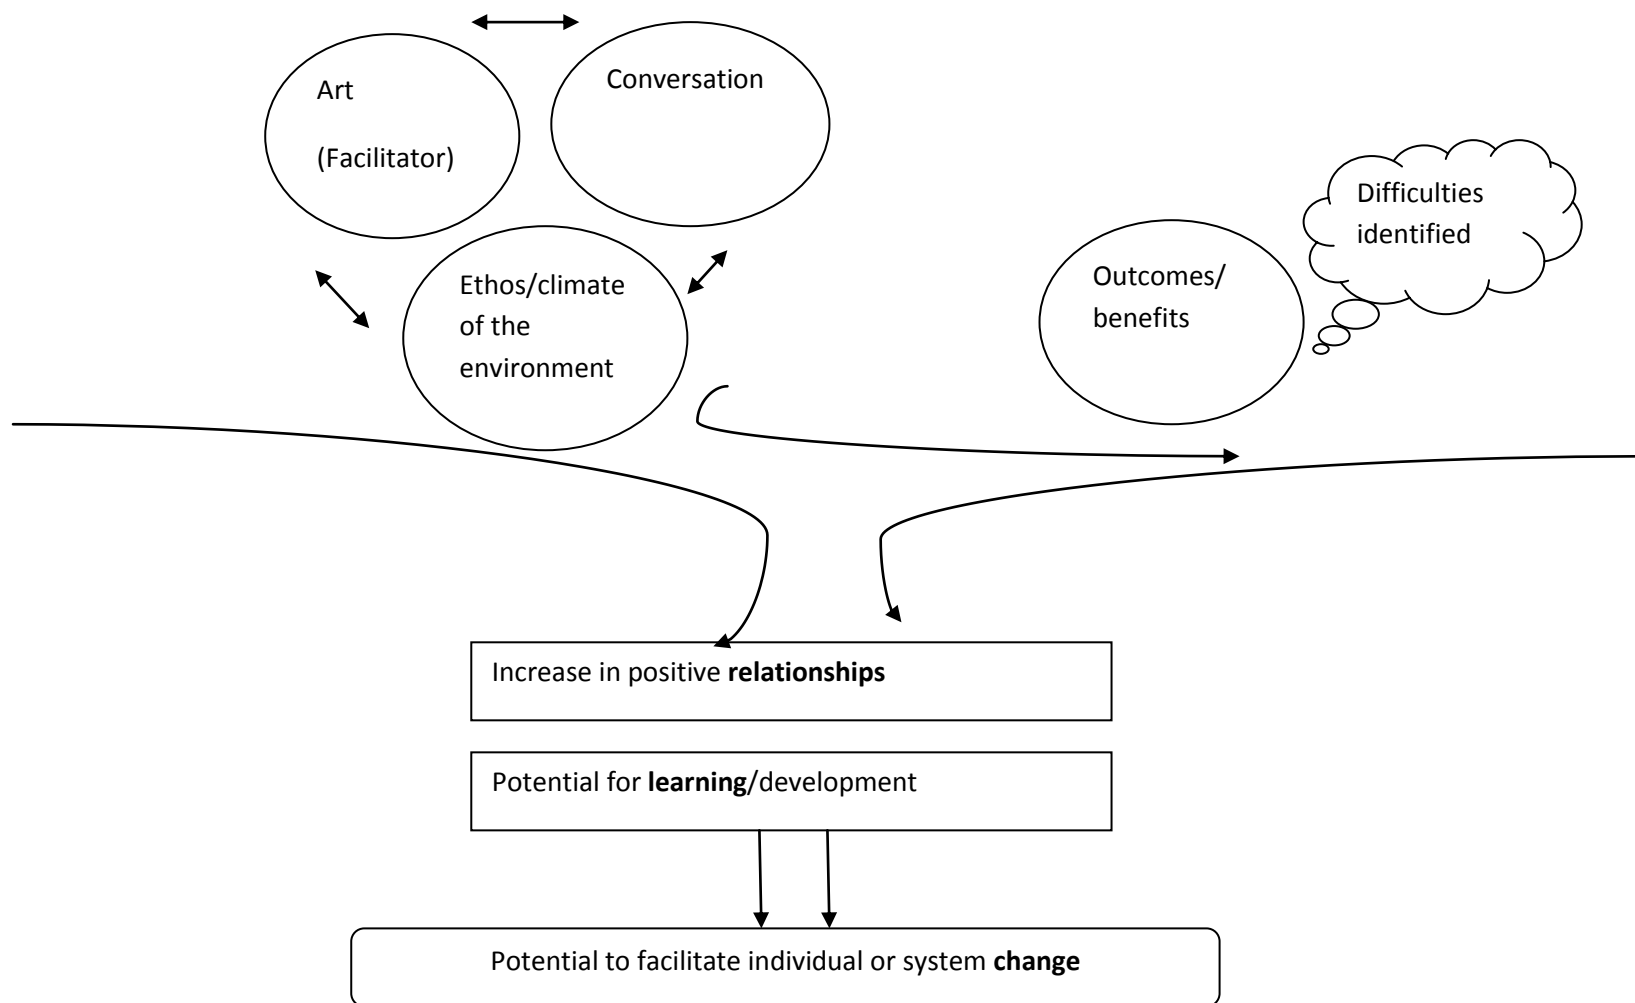 Art
(Facilitator)
Conversation
Ethos/climate
of the
environment
Outcomes/
benefits
Difficulties
identified
Increase in positive relationships
Potential for learning/development
Potential to facilitate individual or system change